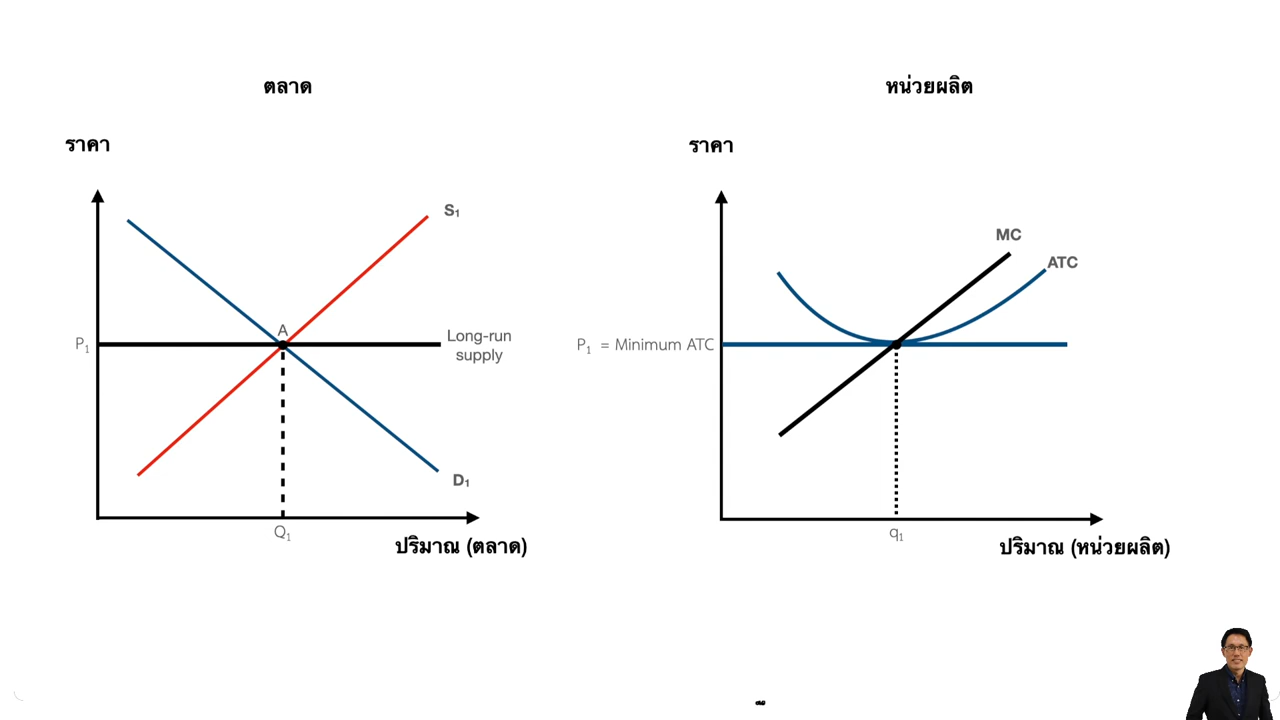 ตลาด
หน่วยผลิต
ราคา
ราคา
S₁
MC
ATC
A
P₁
Long-run
supply
P₁ = Minimum ATC
D₁
Q₁
q₁
ปริมาณ (ตลาด)
ปริมาณ (หน่วยผลิต)